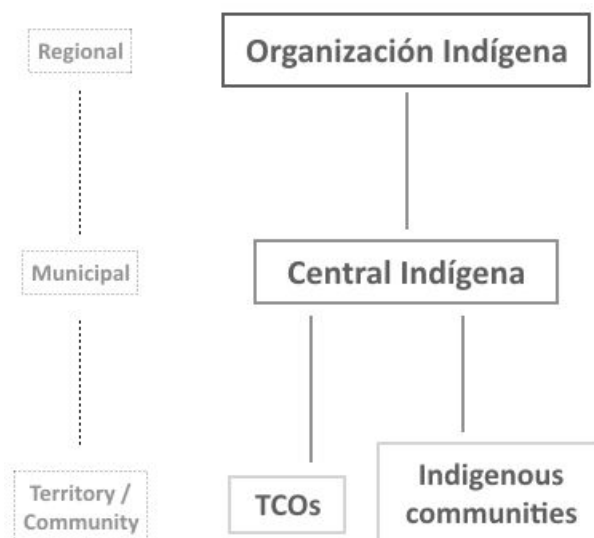 Regional
Organización Indígena
Municipal
Central Indígena
Territory /
Community
TCOs
Indigenous
communities